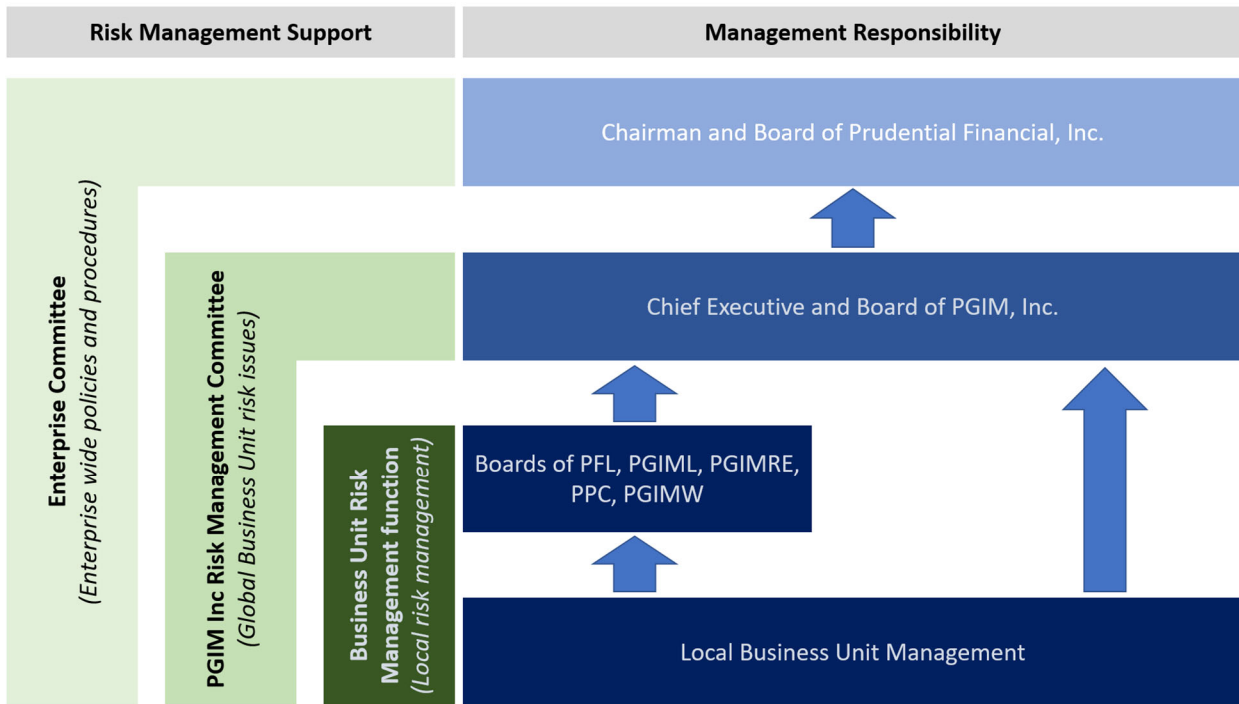 Risk Management Support
Management Responsibility
Enterprise Committee
(Enterprise wide policies and procedures)
PGIM Inc Risk Management Committee
(Global Business Unit risk issues)
Business Unit Risk
Management function
(Local risk management)
Chairman and Board of Prudential Financial, Inc.
Chief Executive and Board of PGIM, Inc.
Boards of PFL, PGIML, PGIMRE,
PPC, PGIMW
Local Business Unit Management